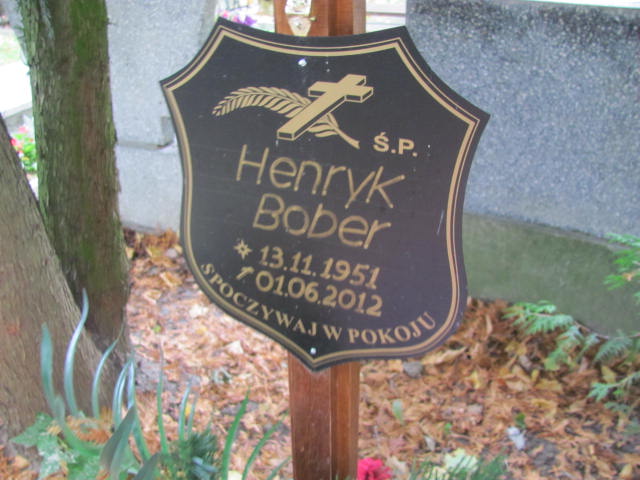 Ś.P.
Henryk
Bober
* 13.11.1951
† 01.06.2012
SPOCZYWAJ W POKOJU